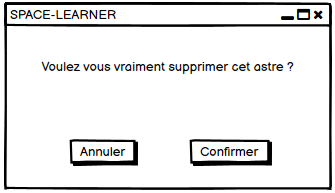 SPACE-LEARNER
Voulez vous vraiment supprimer cet astre ?
Annuler
Confirmer